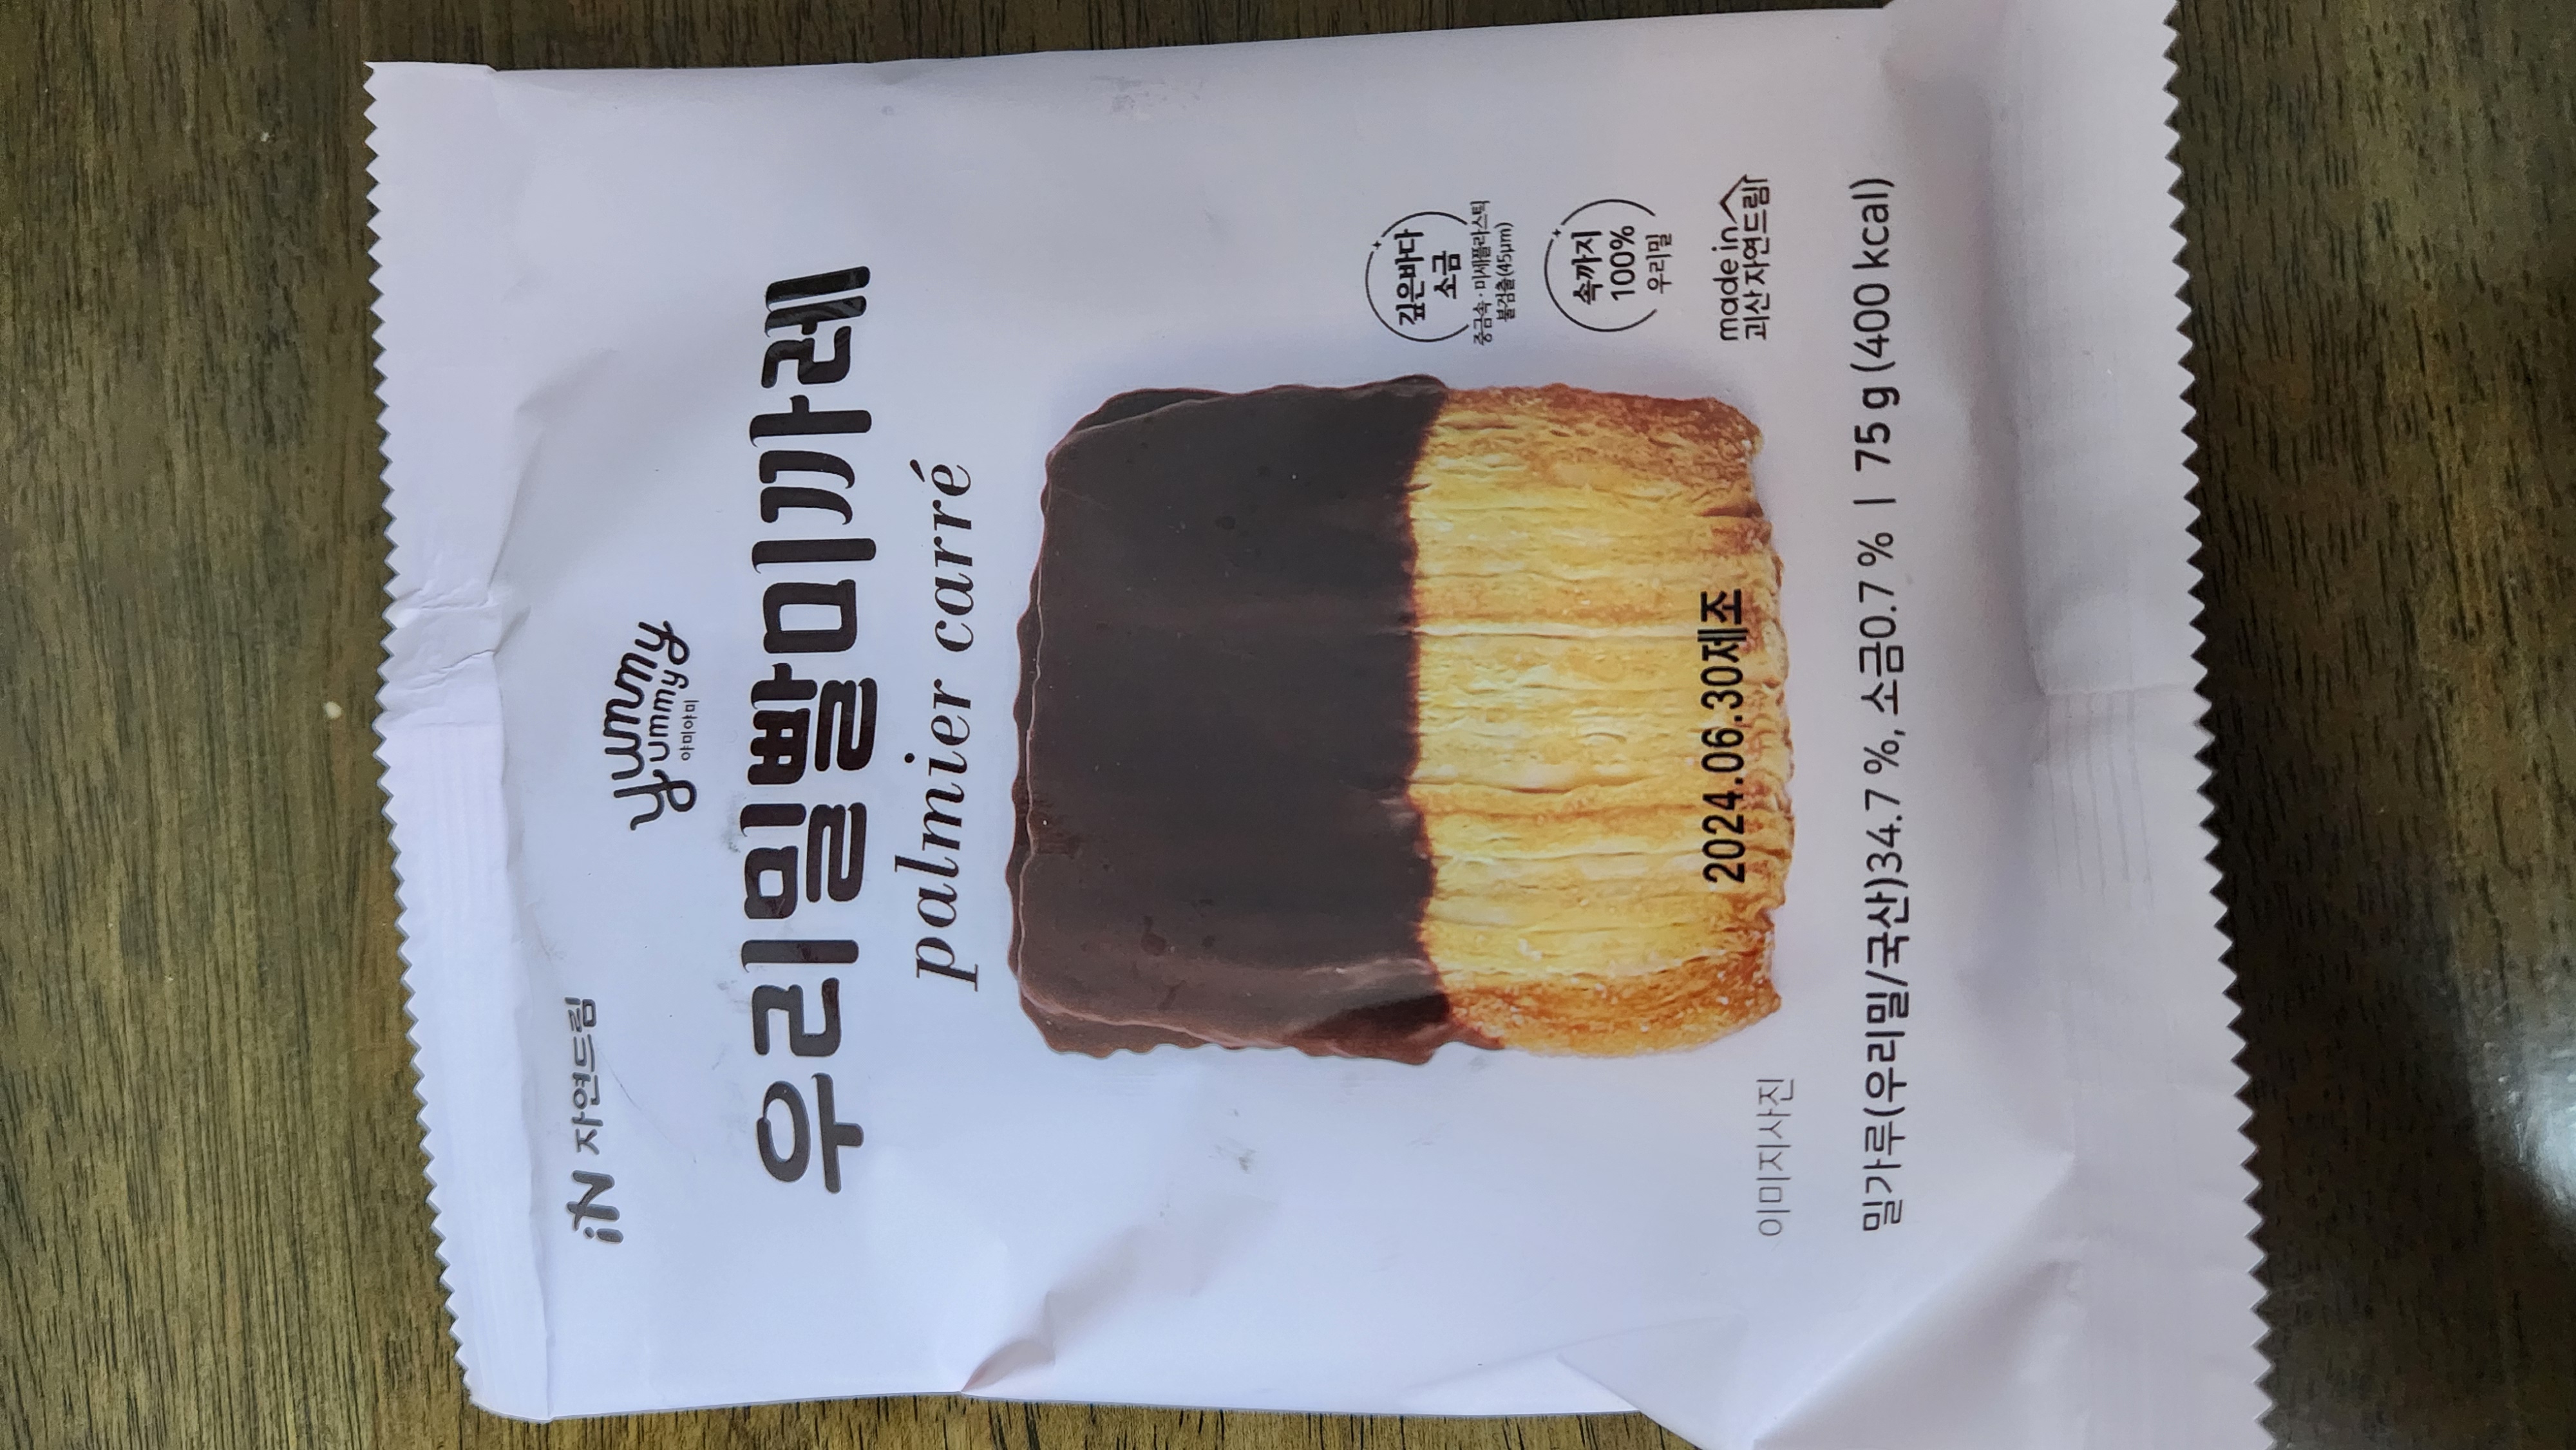 iN 자연드림
yummy
yummy
야미야미
우리밀빨미까레
palmier carré
깊은바다
소금
중금속·미세플라스틱
불검출(45μm)
속까지
100%
우리밀
made in
괴산자연드림
2024.06.30제조
이미지사진
밀가루(우리밀/국산)34.7 %, 소금0.7 % | 75 g (400 kcal)